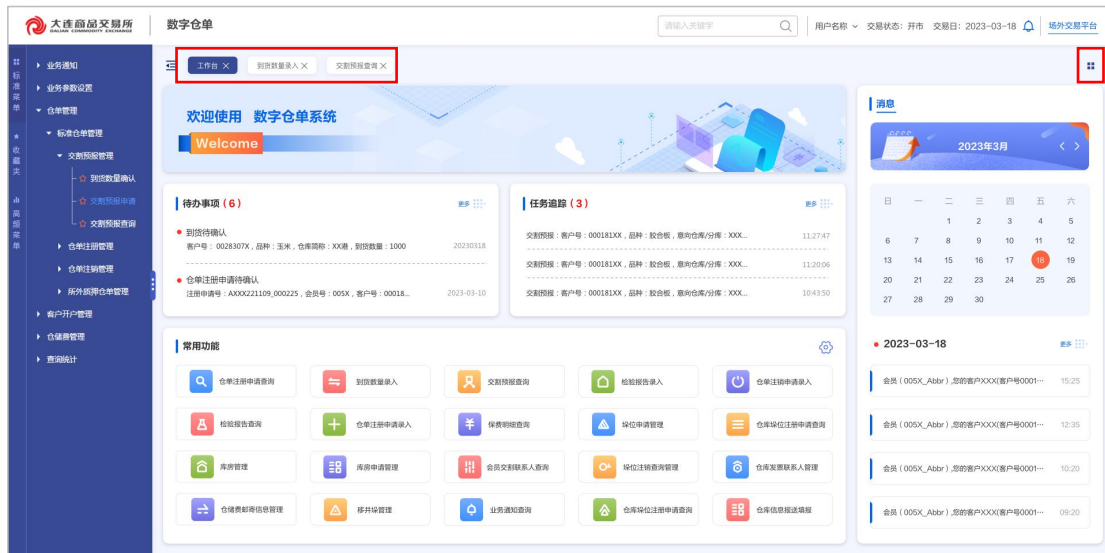 大连商品交易所
DALIAN COMMODITY EXCHANGE
数字仓单
请输入关键字
用户名称
交易状态：开市
交易日：2023-03-18
场外交易平台
标准菜单
收藏夹
高频菜单
业务通知
业务参数设置
仓单管理
标准仓单管理
交割预报管理
到货数量确认
交割预报申请
交割预报查询
仓单注册管理
仓单注销管理
所外质押仓单管理
客户开户管理
仓储费管理
查询统计
工作台 ×
到货数量录入 ×
交割预报查询 ×
欢迎使用 数字仓单系统
Welcome
待办事项（6）
更多
到货待确认
客户号： 0028307X，品种：玉米，仓库简称：XX港，到货数量：1000
20230318
仓单注册申请待确认
注册申请号：AXXX221109_000225，会员号：005X，客户号：00018...
2023-03-10
任务追踪（3）
更多
交割预报：客户号：000181XX，品种：胶合板，意向仓库/分库：XXX...
11:27:47
交割预报：客户号：000181XX，品种：胶合板，意向仓库/分库：XXX...
11:20:06
交割预报：客户号：000181XX，品种：胶合板，意向仓库/分库：XXX...
10:43:50
常用功能
仓单注册申请查询
到货数量录入
交割预报查询
检验报告录入
仓单注销申请录入
检验报告查询
仓单注册申请录入
保费明细查询
垛位申请管理
仓库垛位注册申请查询
库房管理
库房申请管理
会员交割联系人查询
垛位注销查询管理
仓库发票联系人管理
仓储费邮寄信息管理
移并垛管理
业务通知查询
仓库垛位注册申请查询
仓库信息报送填报
消息
2023年3月
日 一 二 三 四 五 六
1 2 3 4 5
6 7 8 9 10 11 12
13 14 15 16 17 18 19
20 21 22 23 24 25 26
27 28 29 30
2023-03-18
更多
会员（005X_Abbr）,您的客户XXX(客户号0001…
15:25
会员（005X_Abbr）,您的客户XXX(客户号0001…
12:35
会员（005X_Abbr）,您的客户XXX(客户号0001…
10:20
会员（005X_Abbr）,您的客户XXX(客户号0001…
09:20